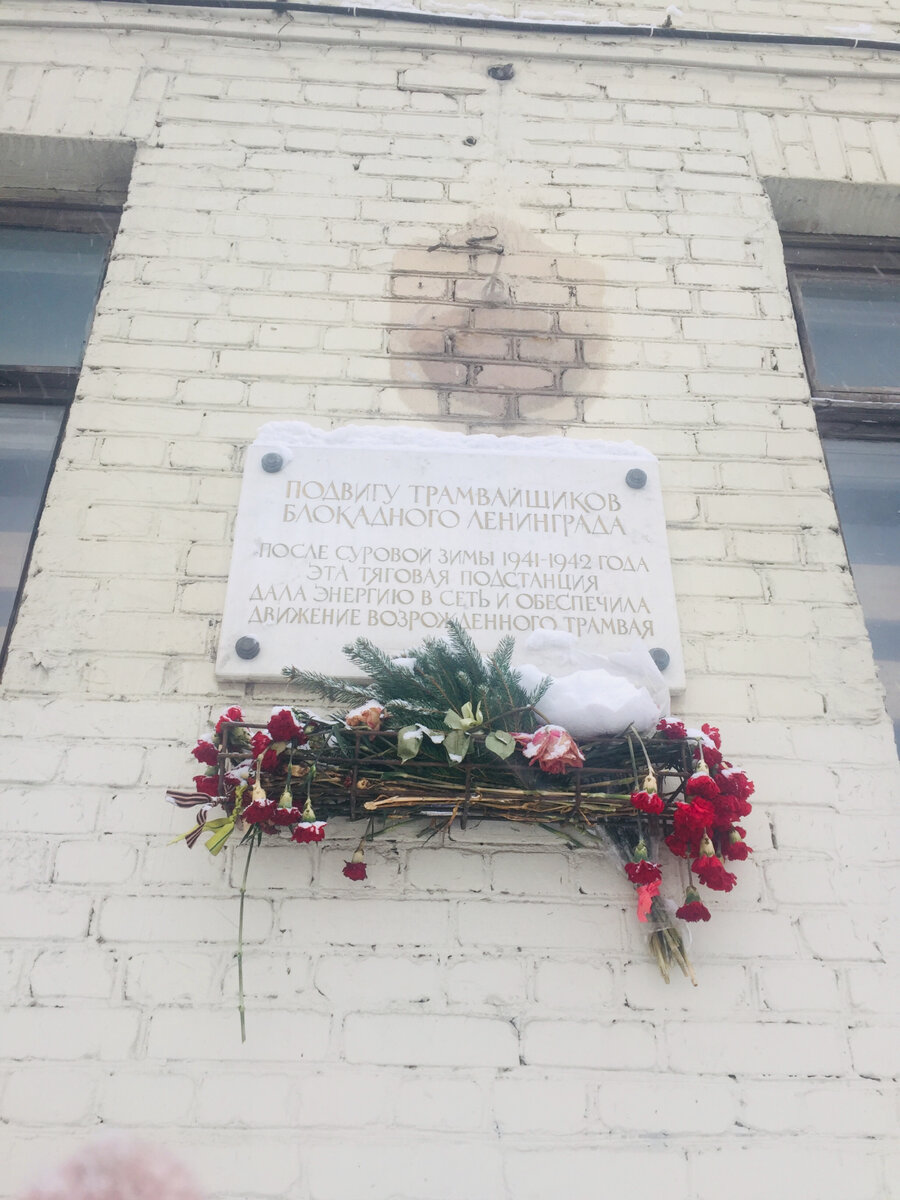 ПОДВИГУ ТРАМВАЙЩИКОВ
БЛОКАДНОГО ЛЕНИНГРАДА
ПОСЛЕ СУРОВОЙ ЗИМЫ 1941-1942 ГОДА
ЭТА ТЯГОВАЯ ПОДСТАНЦИЯ
ДАЛА ЭНЕРГИЮ В СЕТЬ И ОБЕСПЕЧИЛА
ДВИЖЕНИЕ ВОЗРОЖДЕННОГО ТРАМВАЯ